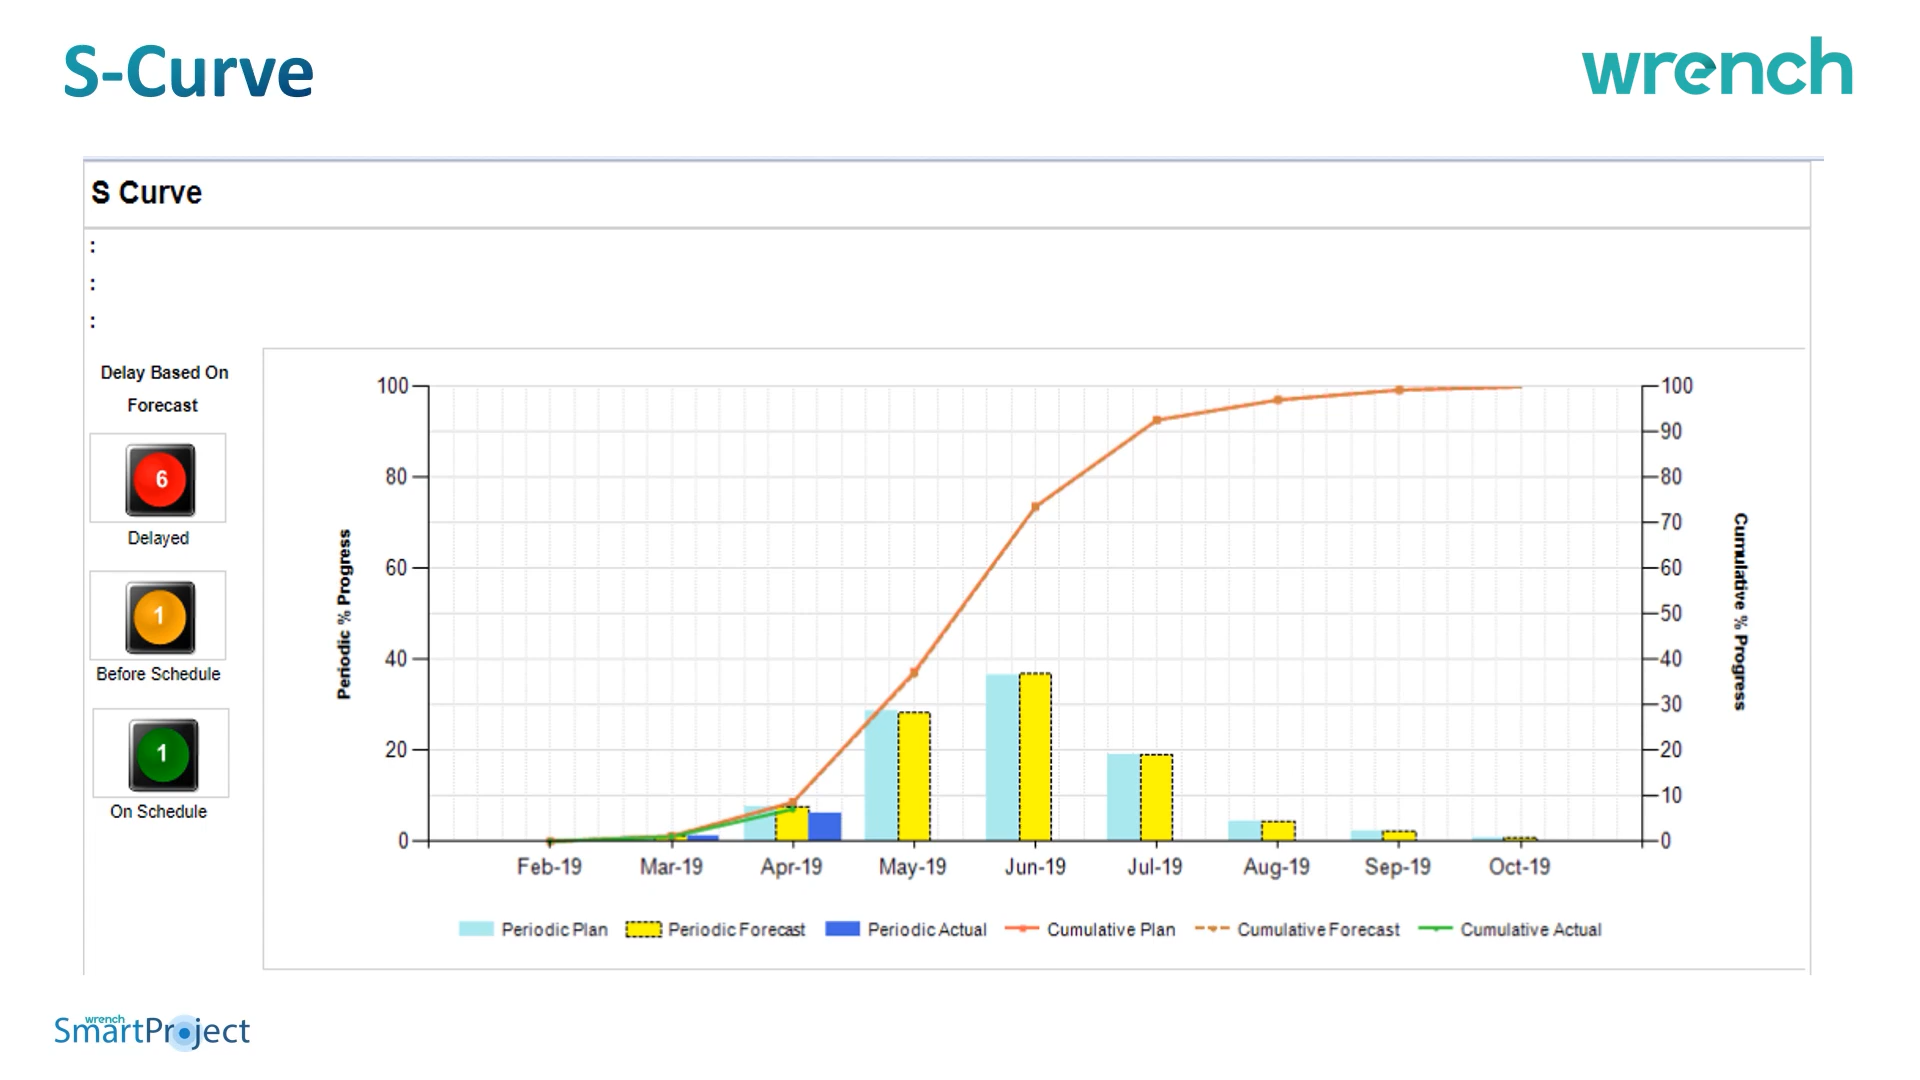 S-Curve
wrench
S Curve
:
:
:
Delay Based On
Forecast
6
Delayed
1
Before Schedule
1
On Schedule
Periodic % Progress
100
80
60
40
20
0
100
90
80
70
60
50
40
30
20
10
0
Cumulative % Progress
Feb-19 Mar-19 Apr-19 May-19 Jun-19 Jul-19 Aug-19 Sep-19 Oct-19
Periodic Plan Periodic Forecast Periodic Actual Cumulative Plan Cumulative Forecast Cumulative Actual
wrench
SmartProject